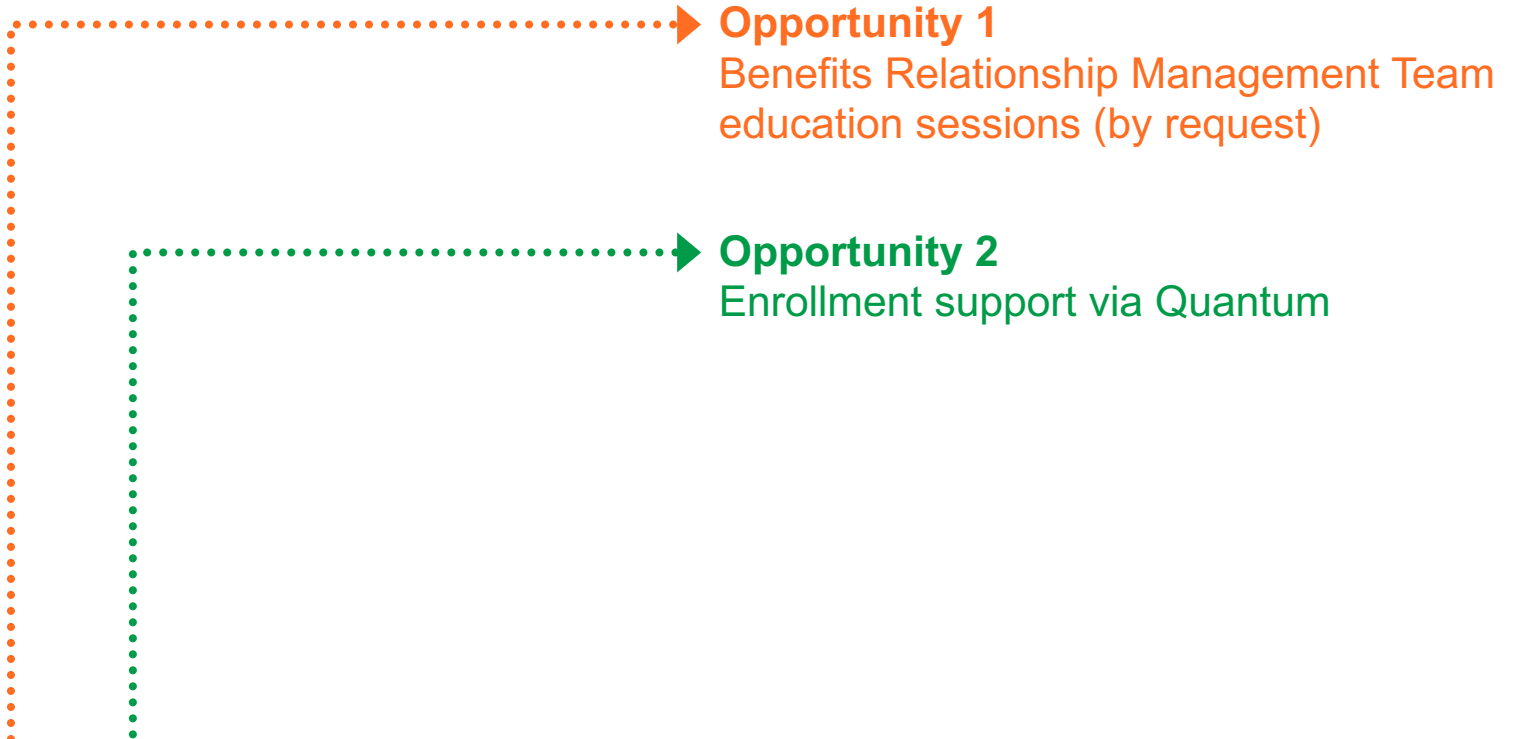 Opportunity 1
Benefits Relationship Management Team
education sessions (by request)
Opportunity 2
Enrollment support via Quantum